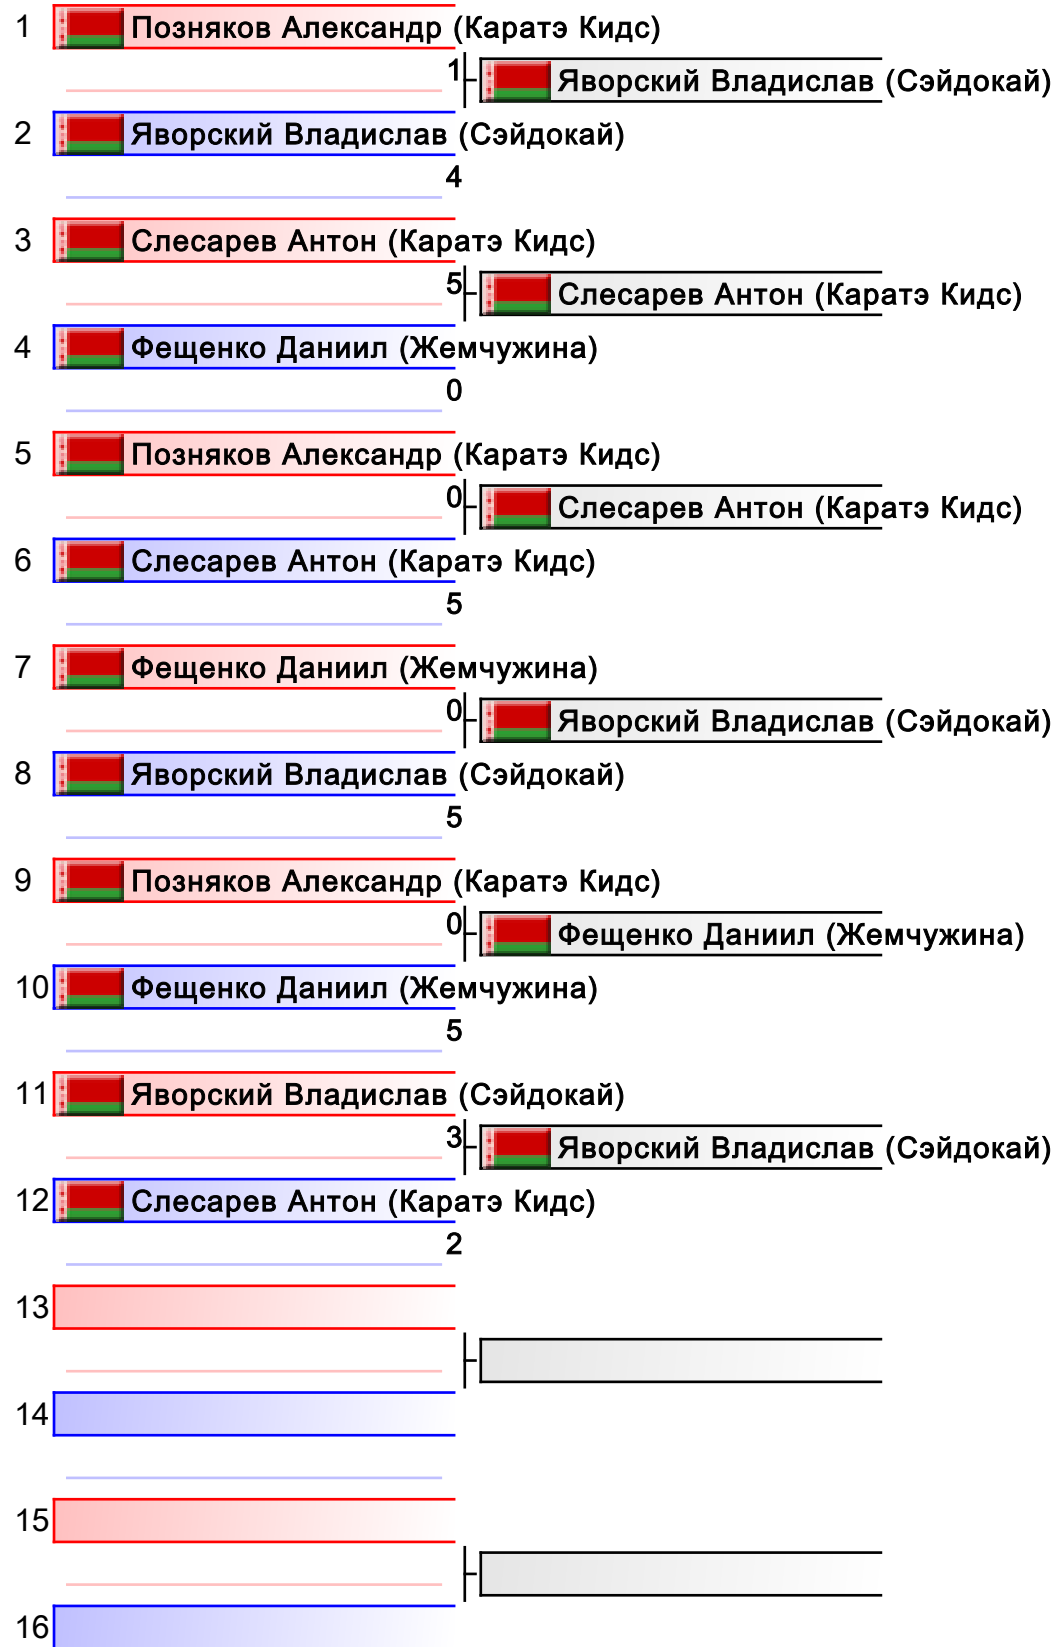 1 Позняков Александр (Каратэ Кидс)
1 Яворский Владислав (Сэйдокай)
2 Яворский Владислав (Сэйдокай)
4
3 Слесарев Антон (Каратэ Кидс)
5 Слесарев Антон (Каратэ Кидс)
4 Фещенко Даниил (Жемчужина)
0
5 Позняков Александр (Каратэ Кидс)
0 Слесарев Антон (Каратэ Кидс)
6 Слесарев Антон (Каратэ Кидс)
5
7 Фещенко Даниил (Жемчужина)
0 Яворский Владислав (Сэйдокай)
8 Яворский Владислав (Сэйдокай)
5
9 Позняков Александр (Каратэ Кидс)
0 Фещенко Даниил (Жемчужина)
10 Фещенко Даниил (Жемчужина)
5
11 Яворский Владислав (Сэйдокай)
3 Яворский Владислав (Сэйдокай)
12 Слесарев Антон (Каратэ Кидс)
2
13
14
15
16